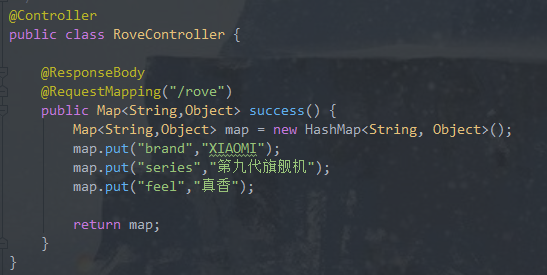 @Controller
public class RoveController {
@ResponseBody
@RequestMapping("/rove")
public Map<String,Object> success() {
Map<String,Object> map = new HashMap<String, Object>();
map.put("brand","XIAOMI");
map.put("series","第九代旗舰机");
map.put("feel","真香");
return map;
}
}